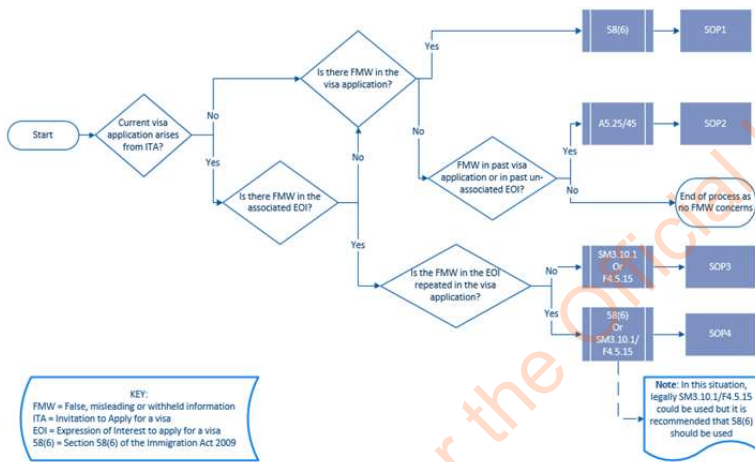 Start
Current visa
application arises
from ITA?
No
Yes
Is there FMW in the
visa application?
Yes
No
58(6)
SOP1
Is there FMW in the
associated EOI?
No
Yes
FMW in past visa
application or in past un-
associated EOI?
Yes
No
A5.25/45
SOP2
End of process as
no FMW concerns
Is the FMW in the EOI
repeated in the visa
application?
No
Yes
SM3.10.1
Or
F4.5.15
SOP3
58(6)
Or
SM3.10.1/
F4.5.15
SOP4
KEY:
FMW = False, misleading or withheld information
ITA = Invitation to Apply for a visa
EOI = Expression of Interest to apply for a visa
58(6) = Section 58(6) of the Immigration Act 2009
Note: In this situation,
legally SM3.10.1/F4.5.15
could be used but it is
recommended that 58(6)
should be used
the Official